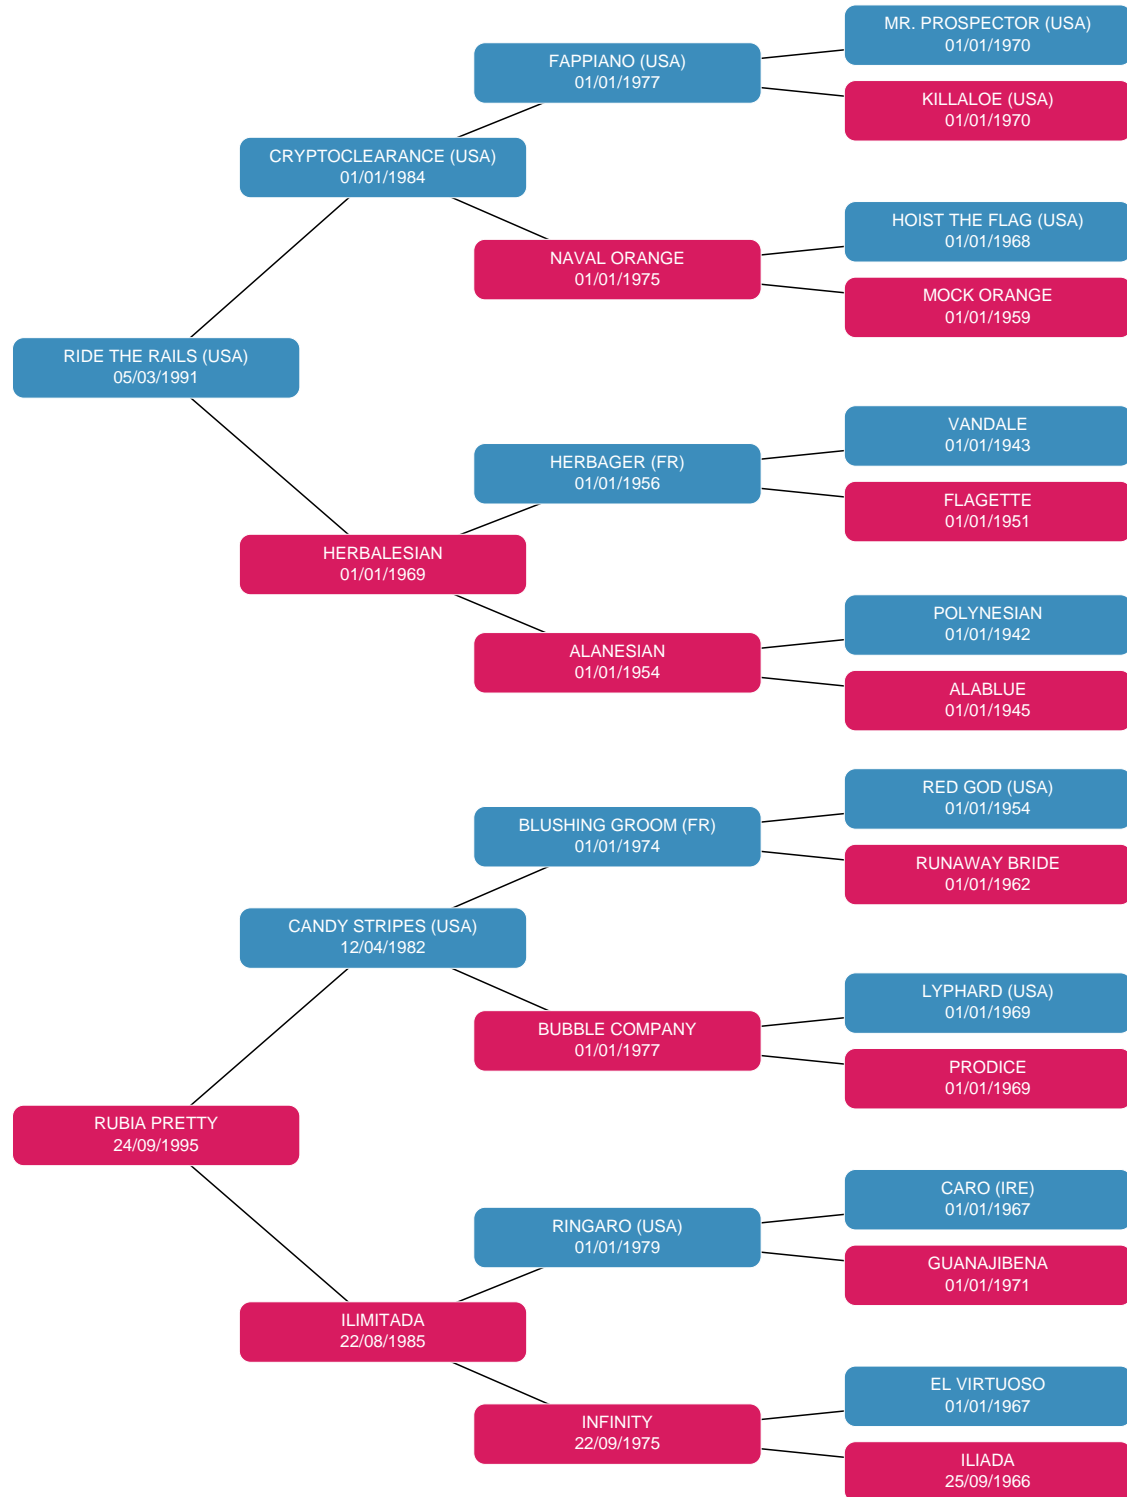 MR. PROSPECTOR (USA)
01/01/1970
FAPPIANO (USA)
01/01/1977
KILLALOE (USA)
01/01/1970
CRYPTOCLEARANCE (USA)
01/01/1984
HOIST THE FLAG (USA)
01/01/1968
NAVAL ORANGE
01/01/1975
MOCK ORANGE
01/01/1959
RIDE THE RAILS (USA)
05/03/1991
VANDALE
01/01/1943
HERBAGER (FR)
01/01/1956
FLAGETTE
01/01/1951
HERBALESIAN
01/01/1969
POLYNESIAN
01/01/1942
ALANESIAN
01/01/1954
ALABLUE
01/01/1945
RED GOD (USA)
01/01/1954
BLUSHING GROOM (FR)
01/01/1974
RUNAWAY BRIDE
01/01/1962
CANDY STRIPES (USA)
12/04/1982
LYPHARD (USA)
01/01/1969
BUBBLE COMPANY
01/01/1977
PRODICE
01/01/1969
RUBIA PRETTY
24/09/1995
CARO (IRE)
01/01/1967
RINGARO (USA)
01/01/1979
GUANAJIBENA
01/01/1971
ILIMITADA
22/08/1985
EL VIRTUOSO
01/01/1967
INFINITY
22/09/1975
ILIADA
25/09/1966